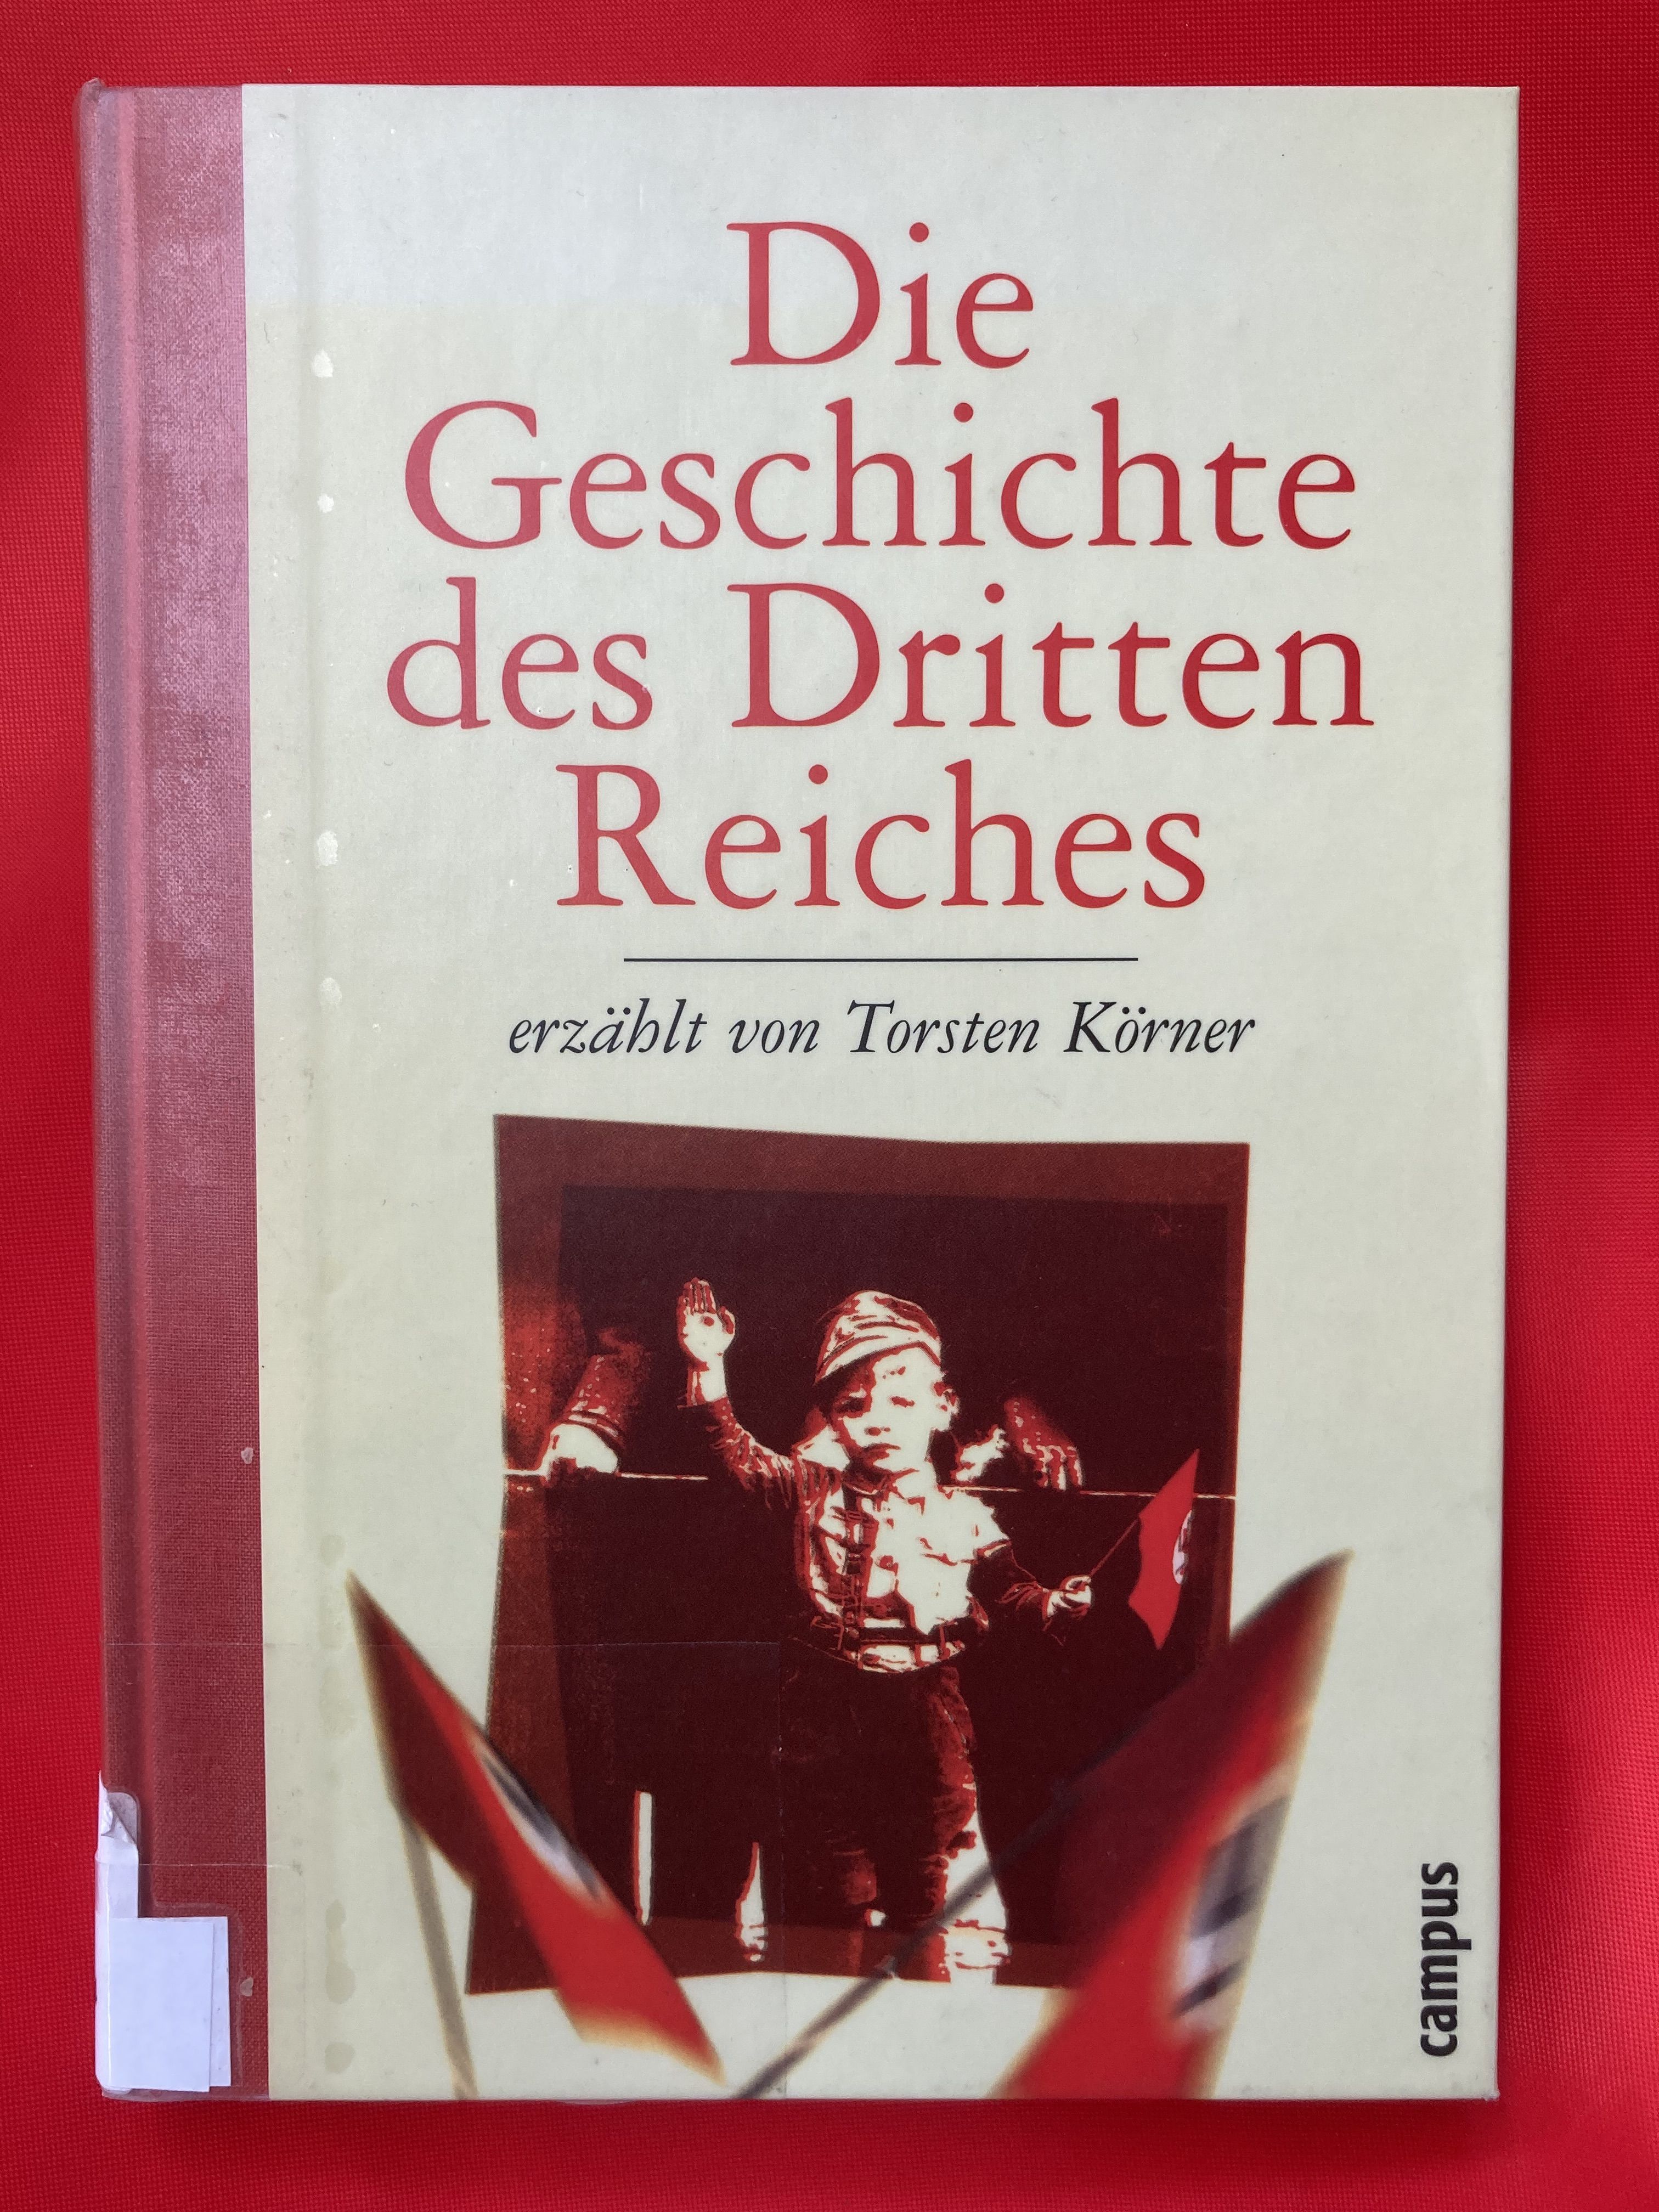 Die
Geschichte
des Dritten
Reiches
erzählt von Torsten Körner
campus